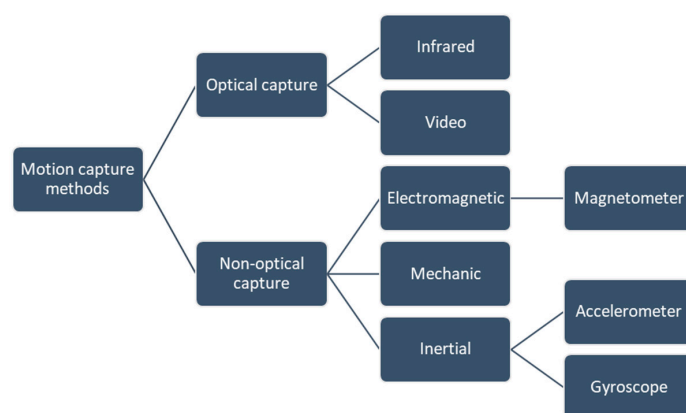 Motion capture
methods
Optical capture
Infrared
Video
Non-optical
capture
Electromagnetic
Magnetometer
Mechanic
Inertial
Accelerometer
Gyroscope